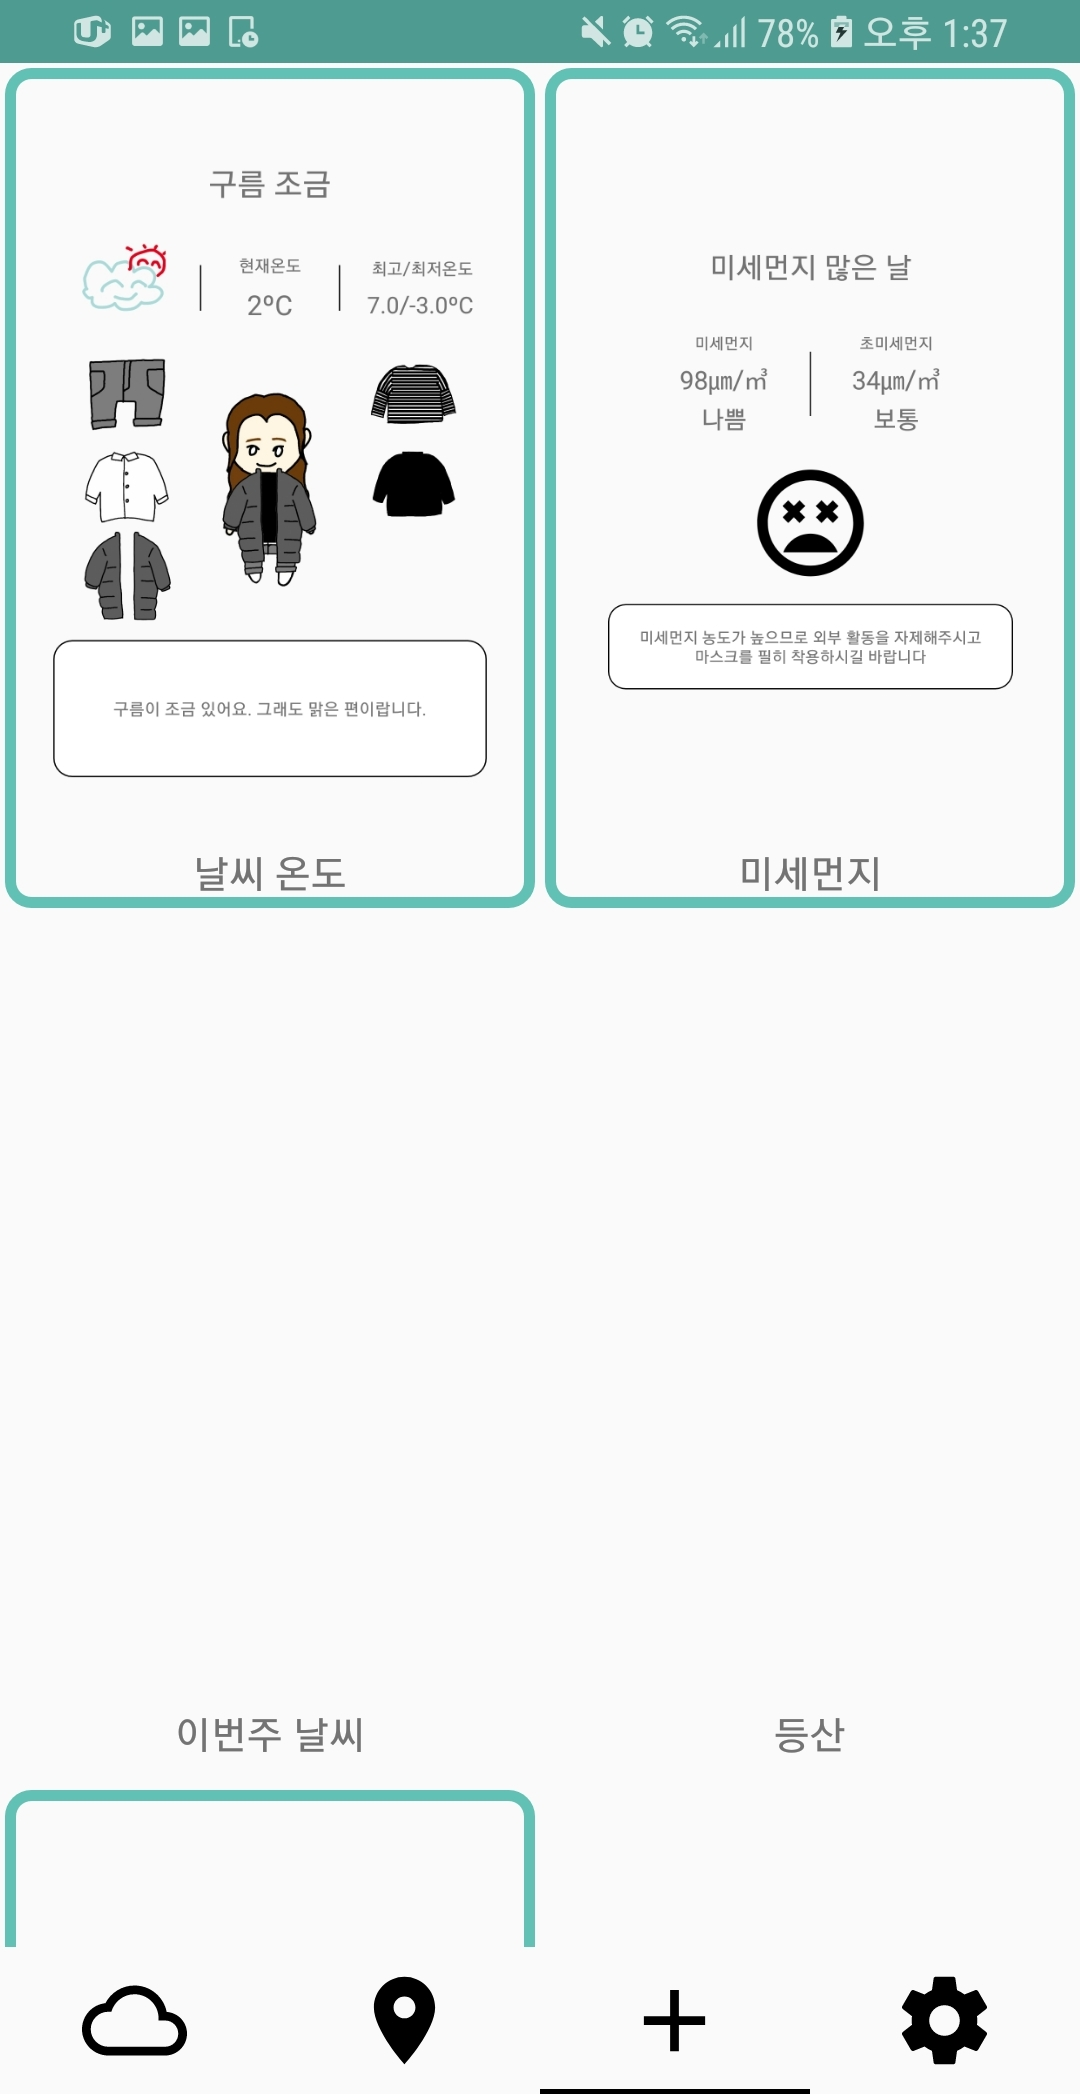 78% 오후 1:37
구름 조금
현재온도
2ºC
최고/최저온도
7.0/-3.0ºC
구름이 조금 있어요. 그래도 맑은 편이랍니다.
날씨 온도
미세먼지 많은 날
미세먼지
98μm/㎥
나쁨
초미세먼지
34μm/㎥
보통
미세먼지 농도가 높으므로 외부 활동을 자제해주시고
마스크를 필히 착용하시길 바랍니다
미세먼지
이번주 날씨
등산